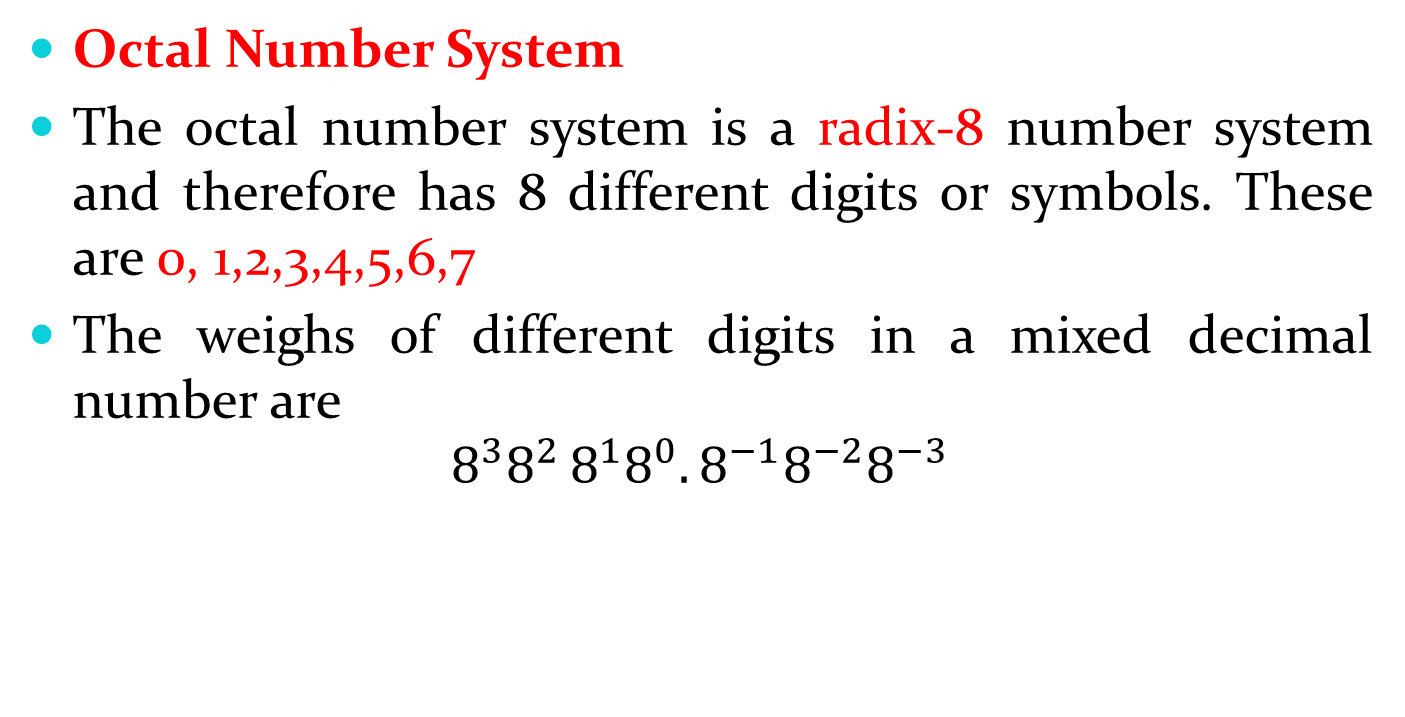 • Octal Number System
• The octal number system is a radix-8 number system
and therefore has 8 different digits or symbols. These
are 0, 1,2,3,4,5,6,7
• The weighs of different digits in a mixed decimal
number are
8³8² 8¹8⁰. 8⁻¹8⁻²8⁻³